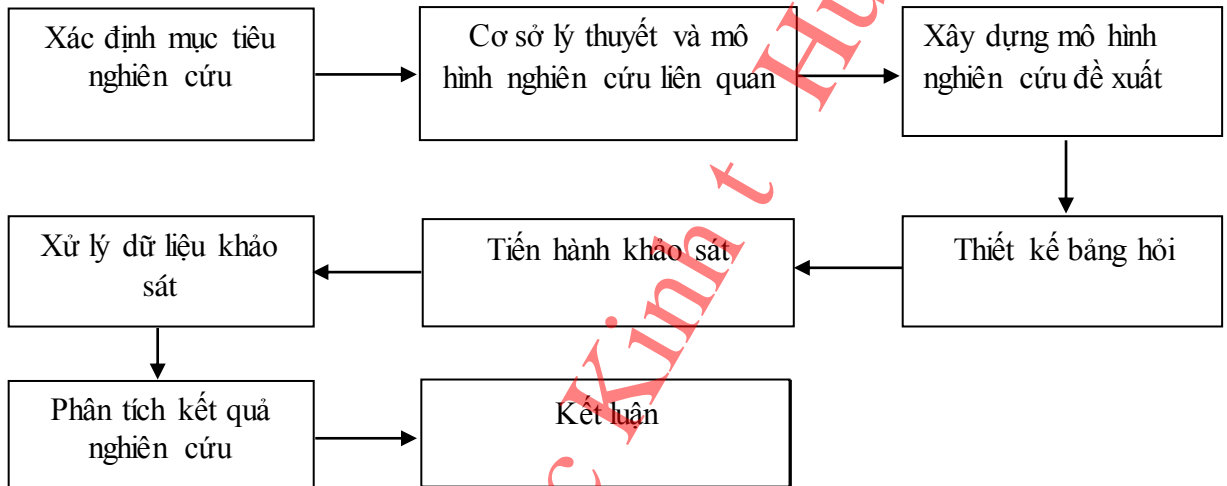 Xác định mục tiêu
nghiên cứu
Cơ sở lý thuyết và mô
hình nghiên cứu liên quan
Xây dựng mô hình
nghiên cứu đề xuất
Thiết kế bảng hỏi
Tiến hành khảo sát
Xử lý dữ liệu khảo
sát
Phân tích kết quả
nghiên cứu
Kết luận
c Kinh t Hu